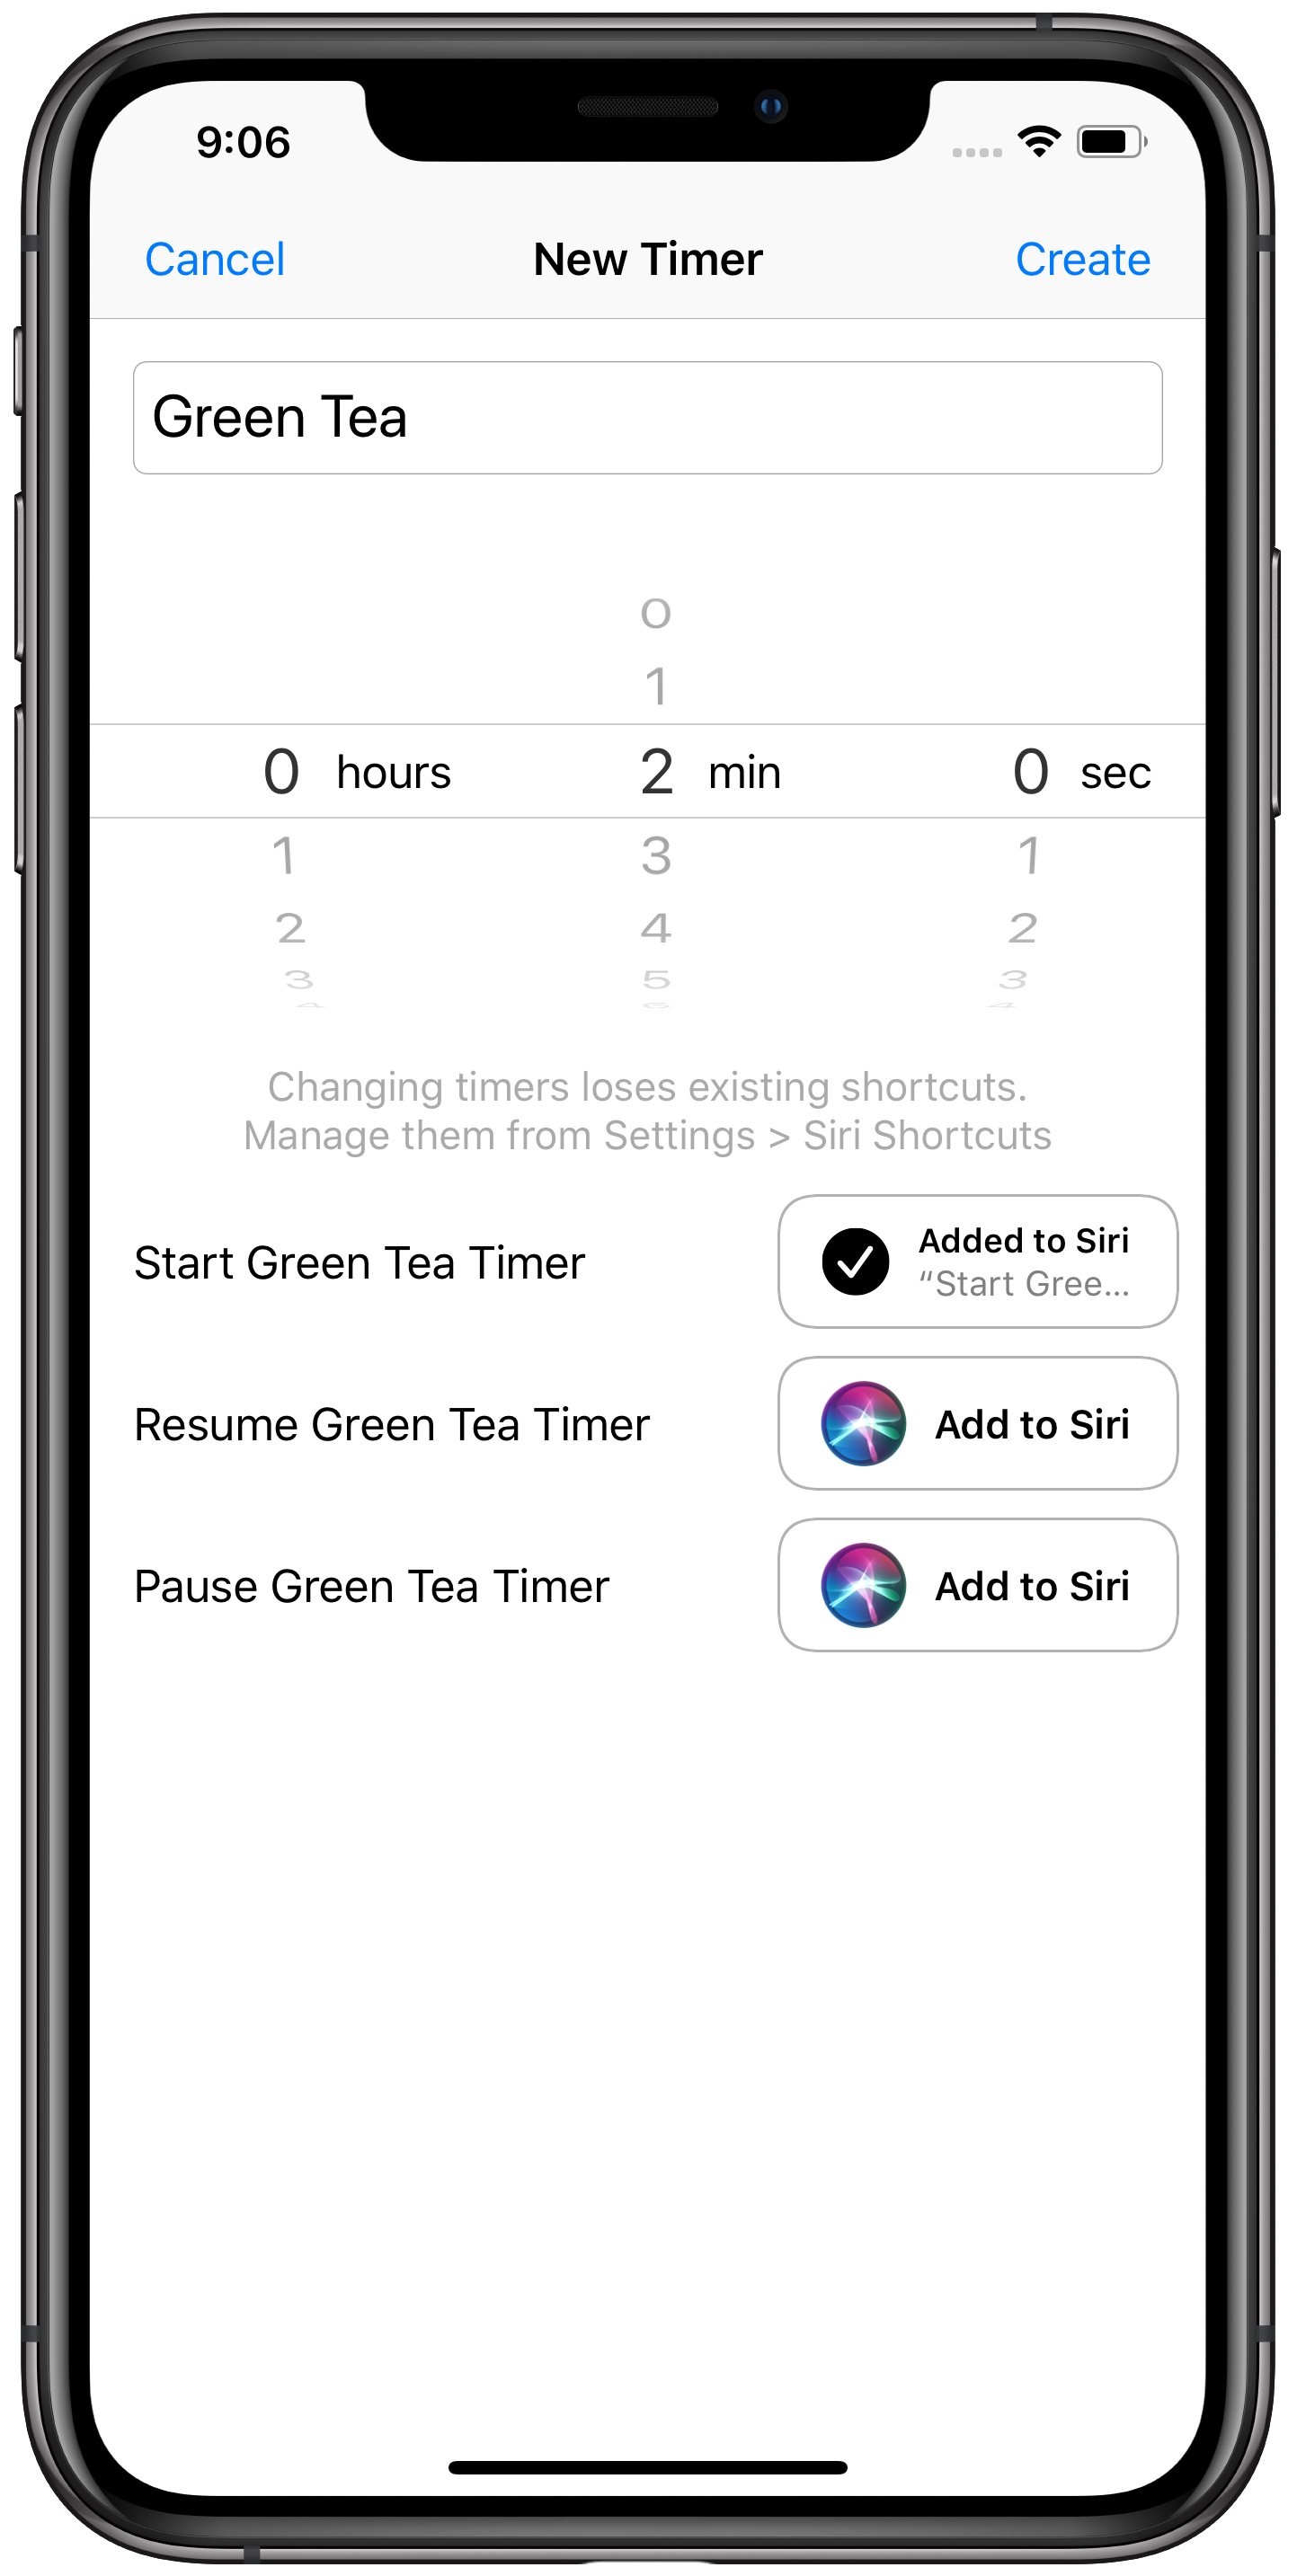 9:06
Cancel New Timer Create
Green Tea
0
1
0 hours 2 min 0 sec
1 3 1
2 4 2
3 5 3
4 6 4
Changing timers loses existing shortcuts.
Manage them from Settings > Siri Shortcuts
Start Green Tea Timer
Added to Siri
“Start Gree...
Resume Green Tea Timer Add to Siri
Pause Green Tea Timer Add to Siri